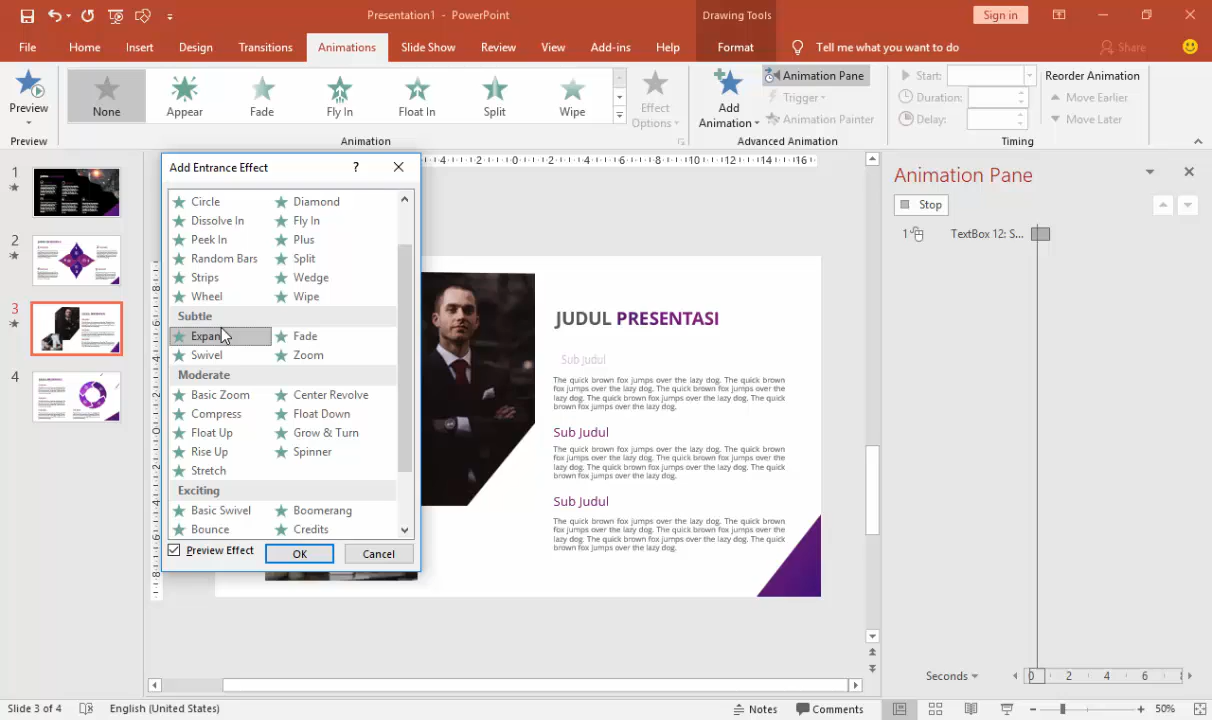 Presentation1 - PowerPoint
Drawing Tools
Sign in
File
Home
Insert
Design
Transitions
Animations
Slide Show
Review
View
Add-ins
Help
Format
Tell me what you want to do
Share
Preview
Preview
None
Appear
Fade
Fly In
Float In
Split
Wipe
Animation
Effect
Options
Add
Animation
Animation Pane
Trigger
Animation Painter
Advanced Animation
Start:
Duration:
Delay:
Reorder Animation
Move Earlier
Move Later
Timing
Add Entrance Effect
?
Circle
Diamond
Dissolve In
Fly In
Peek In
Plus
Random Bars
Split
Strips
Wedge
Wheel
Wipe
Subtle
Expand
Fade
Swivel
Zoom
Moderate
Basic Zoom
Center Revolve
Compress
Float Down
Float Up
Grow & Turn
Rise Up
Spinner
Stretch
Exciting
Basic Swivel
Boomerang
Bounce
Credits
Preview Effect
OK
Cancel
1
2
3
4
JUDUL PRESENTASI
Sub Judul
The quick brown fox jumps over the lazy dog. The quick brown
fox jumps over the lazy dog. The quick brown fox jumps over the
lazy dog. The quick brown fox jumps over the lazy dog. The quick
brown fox jumps over the lazy dog.
Sub Judul
The quick brown fox jumps over the lazy dog. The quick brown
fox jumps over the lazy dog. The quick brown fox jumps over the
lazy dog. The quick brown fox jumps over the lazy dog. The quick
brown fox jumps over the lazy dog.
Sub Judul
The quick brown fox jumps over the lazy dog. The quick brown
fox jumps over the lazy dog. The quick brown fox jumps over the
lazy dog. The quick brown fox jumps over the lazy dog. The quick
brown fox jumps over the lazy dog.
Animation Pane
Stop
1 TextBox 12: S...
Seconds
0 2 4 6
Slide 3 of 4
English (United States)
Notes
Comments
50%